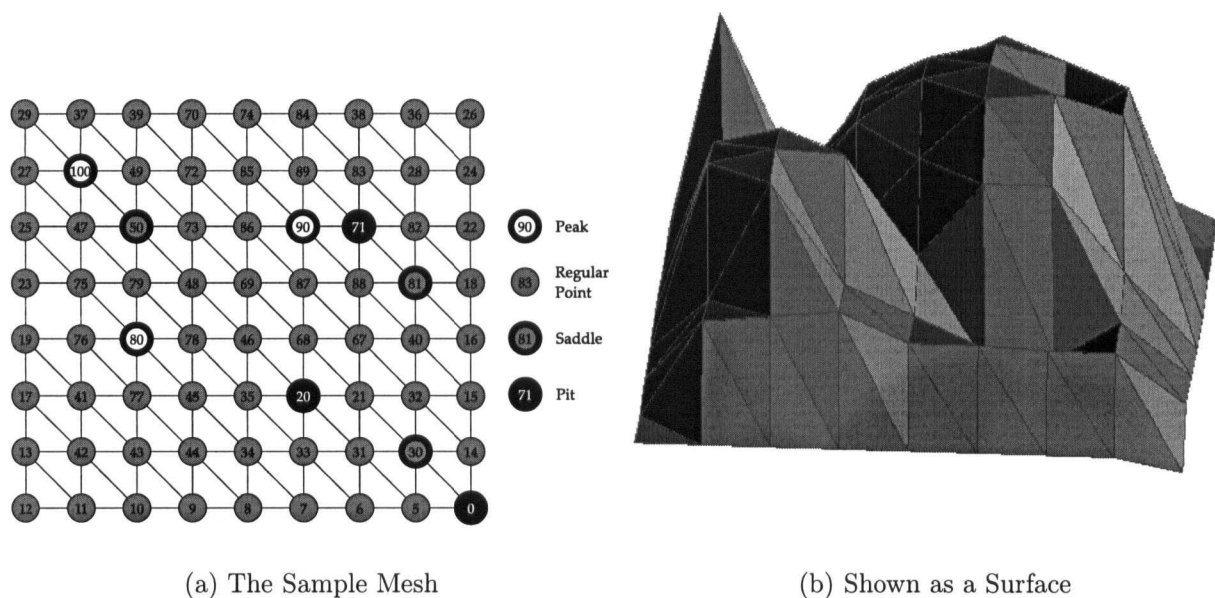 29 37 39 70 74 84 38 36 26
27 100 49 72 85 89 83 28 24
25 47 50 73 86 90 71 82 22
23 75 79 48 69 87 88 81 18
19 76 80 78 46 68 67 40 16
17 41 77 45 35 20 21 32 15
13 42 43 44 34 33 31 30 14
12 11 10 9 8 7 6 5 0
90 Peak
83 Regular
Point
81 Saddle
71 Pit
(a) The Sample Mesh
(b) Shown as a Surface